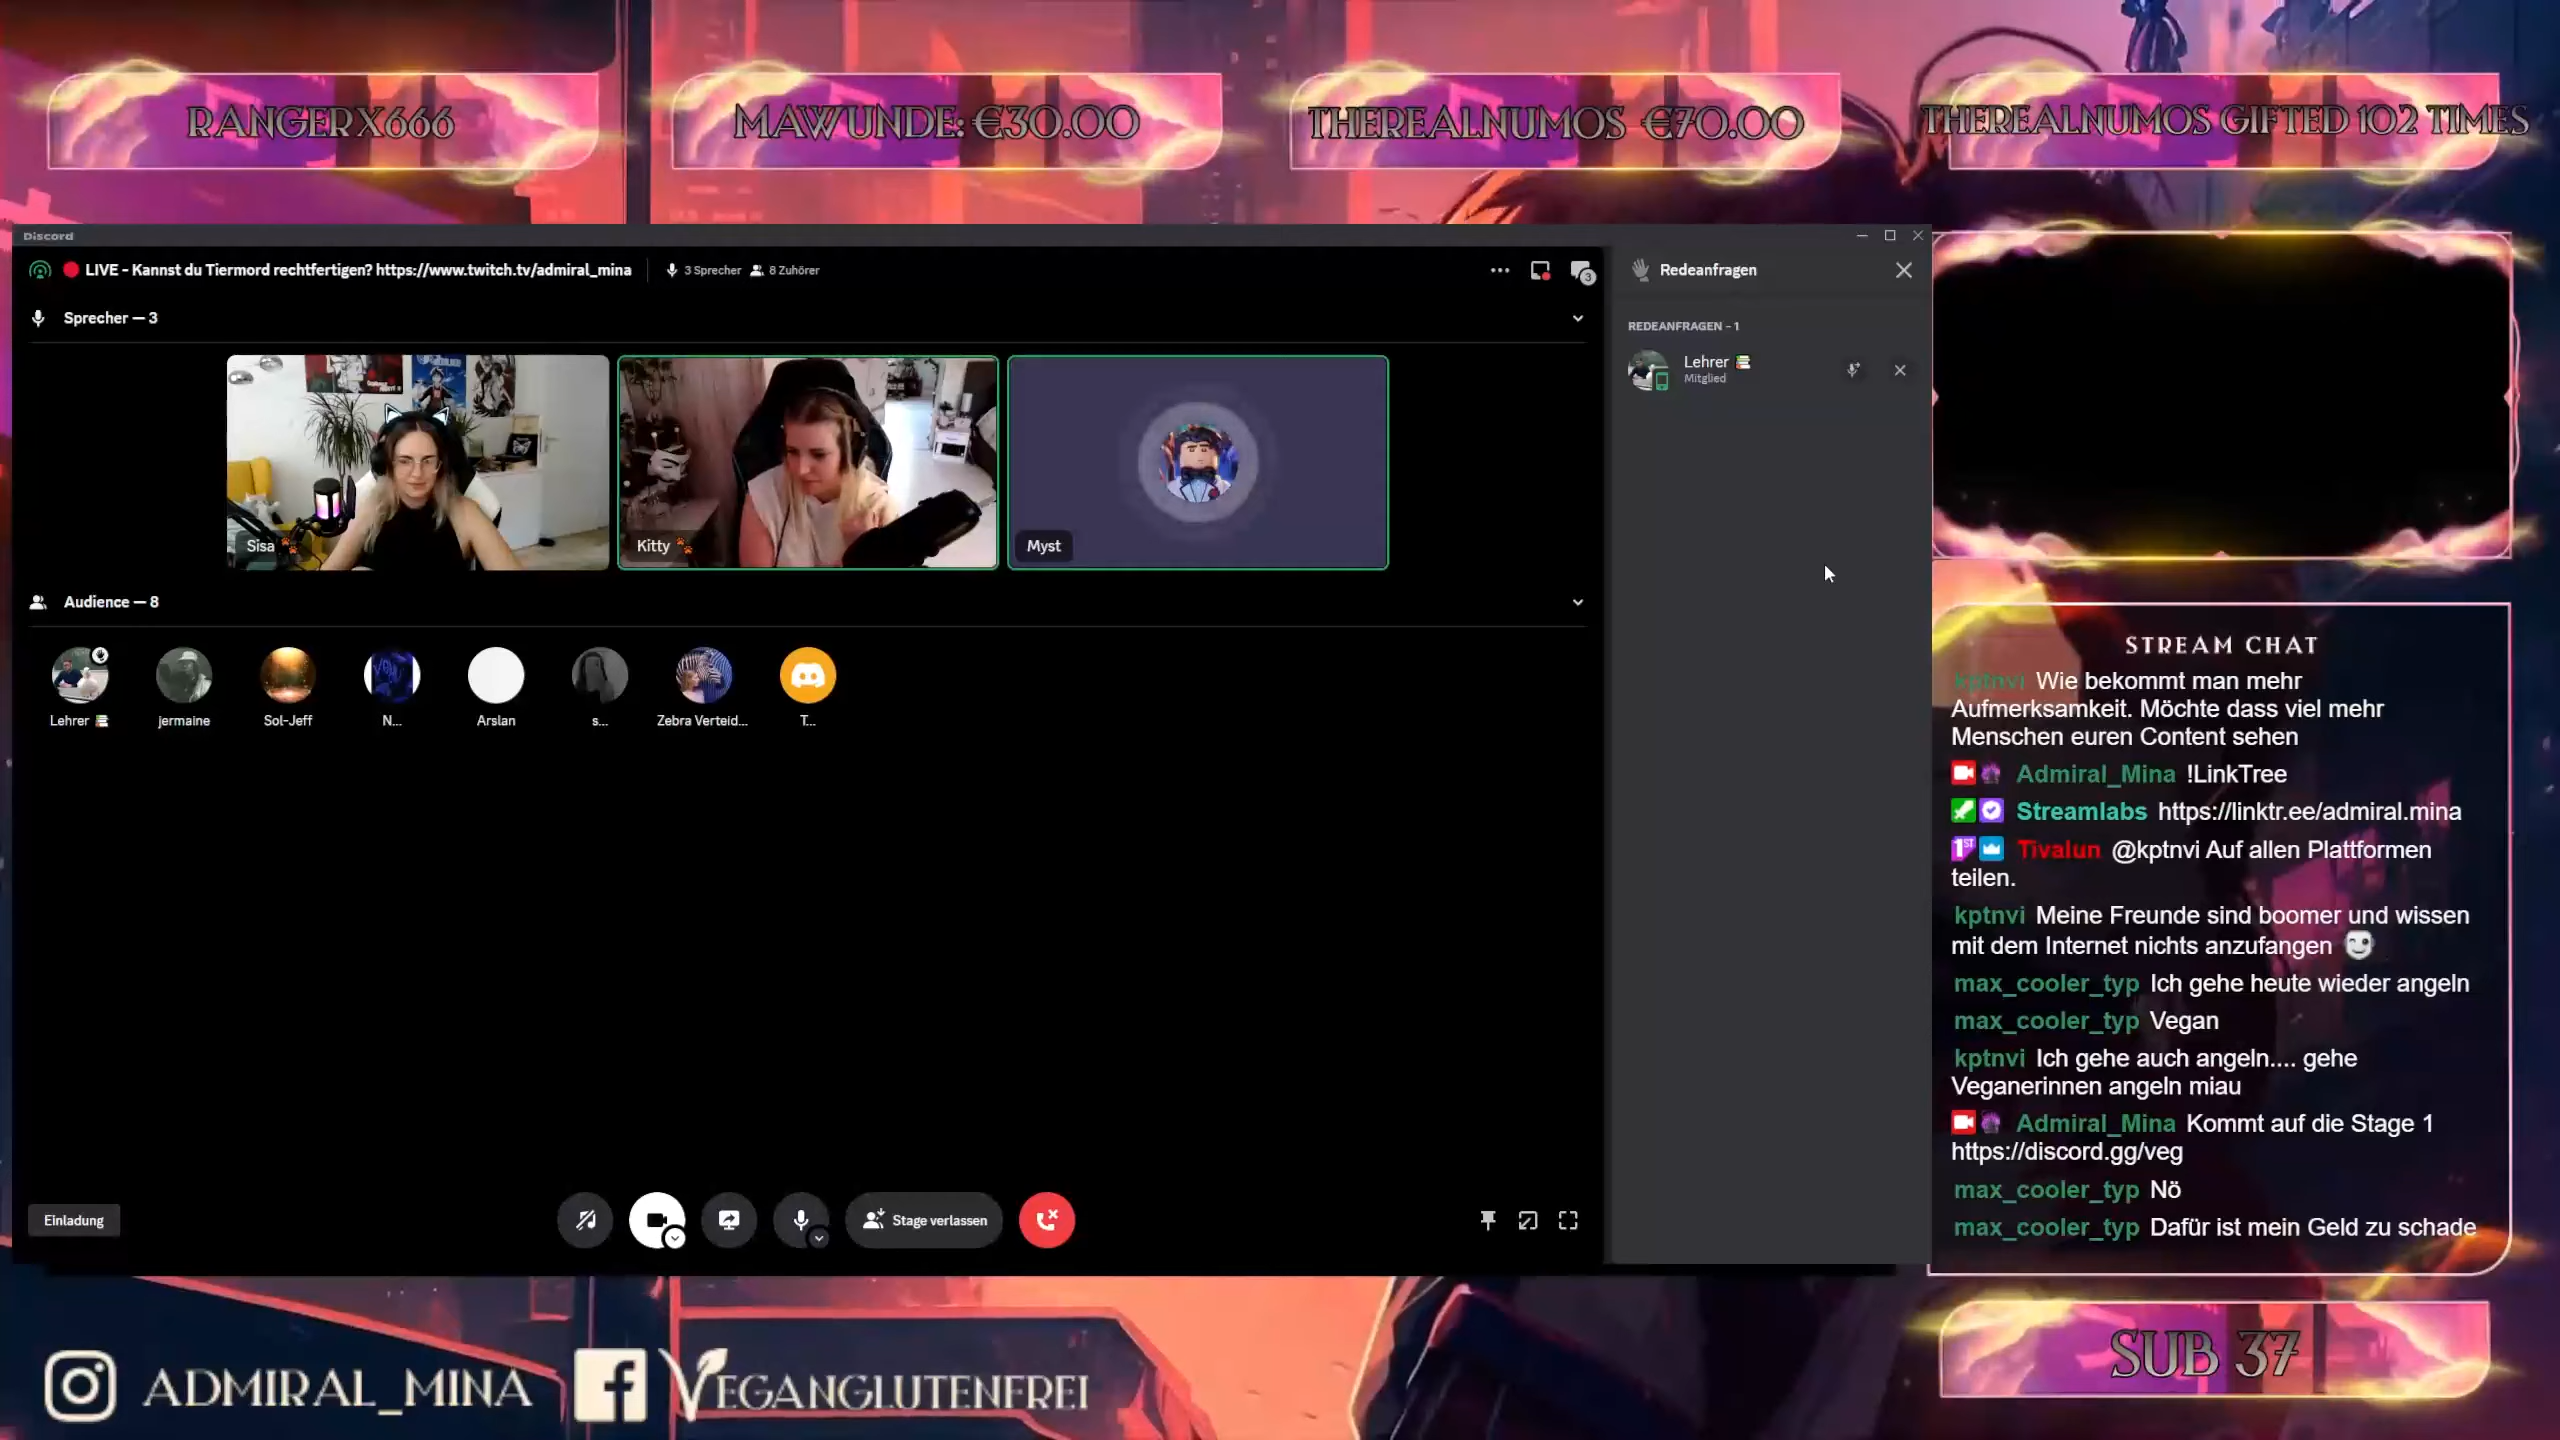 RANGERX666
MAWUNDE: €30.00
THEREALNUMOS €70.00
THEREALNUMOS GIFTED 102 TIMES
Discord
LIVE - Kannst du Tiermord rechtfertigen? https://www.twitch.tv/admiral_mina
3 Sprecher
8 Zuhörer
3
Redeanfragen
Sprecher — 3
REDEANFRAGEN – 1
Lehrer
Mitglied
Sisa
Kitty
Myst
Audience — 8
Lehrer
jermaine
Sol-Jeff
N...
Arslan
s...
Zebra Verteid...
T...
STREAM CHAT
kptnvi Wie bekommt man mehr
Aufmerksamkeit. Möchte dass viel mehr
Menschen euren Content sehen
Admiral_Mina !LinkTree
Streamlabs https://linktr.ee/admiral.mina
1ST Tivalun @kptnvi Auf allen Plattformen
teilen.
kptnvi Meine Freunde sind boomer und wissen
mit dem Internet nichts anzufangen
max_cooler_typ Ich gehe heute wieder angeln
max_cooler_typ Vegan
kptnvi Ich gehe auch angeln.... gehe
Veganerinnen angeln miau
Admiral_Mina Kommt auf die Stage 1
https://discord.gg/veg
max_cooler_typ Nö
max_cooler_typ Dafür ist mein Geld zu schade
Einladung
Stage verlassen
ADMIRAL_MINA
VEGANGLUTENFREI
SUB 37